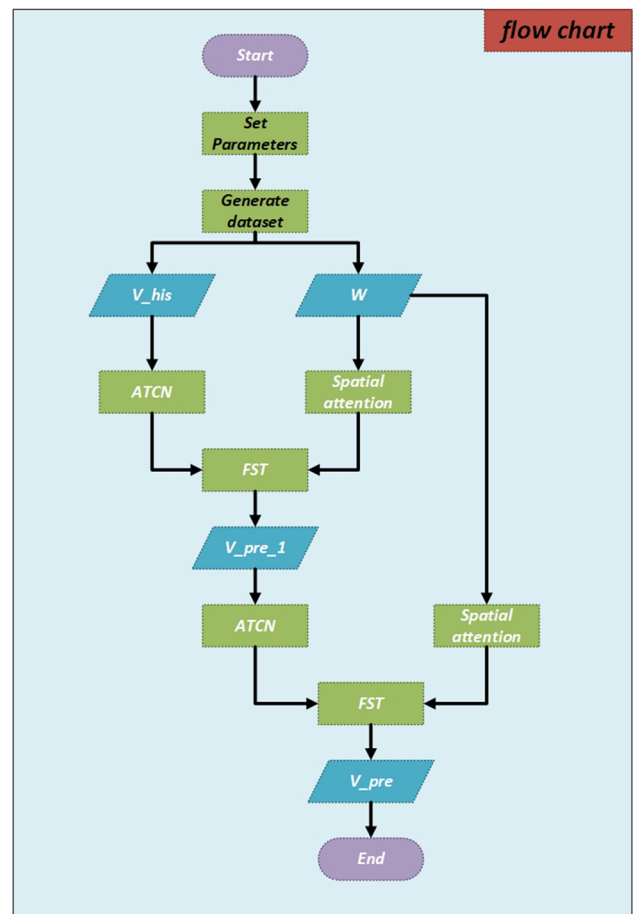 flow chart
Start
Set
Parameters
Generate
dataset
V_his
W
ATCN
Spatial
attention
FST
V_pre_1
ATCN
Spatial
attention
FST
V_pre
End